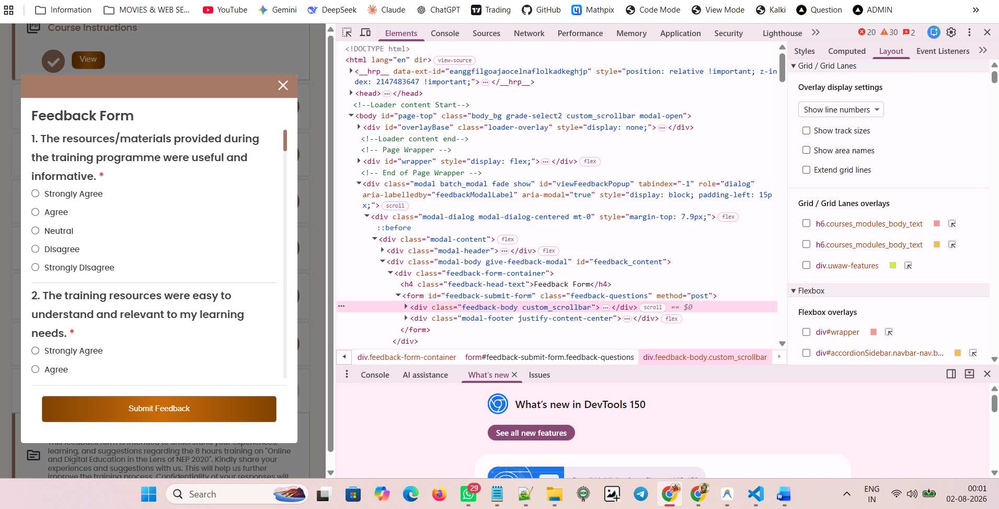 Information
MOVIES & WEB SE...
YouTube
Gemini
DeepSeek
Claude
ChatGPT
Trading
GitHub
Mathpix
Code Mode
View Mode
Kalki
Question
ADMIN
»
Course Instructions
View
Feedback Form
1. The resources/materials provided during
the training programme were useful and
informative. *
Strongly Agree
Agree
Neutral
Disagree
Strongly Disagree
2. The training resources were easy to
understand and relevant to my learning
needs. *
Strongly Agree
Agree
Submit Feedback
learning, and suggestions regarding the 8 hours training on "Online
and Digital Education in the Lens of NEP 2020". Kindly share your
experiences and suggestions with us. This will help us further
improve the training process. Confidentiality of your responses will
Elements
Console
Sources
Network
Performance
Memory
Application
Security
Lighthouse
20
30
2
<!DOCTYPE html>
<html lang="en" dir> view-source
<__hrp__ data-ext-id="eanggfilgoajaocelnaflolkadkeghjp" style="position: relative !important; z-in
dex: 2147483647 !important;"> ... </__hrp__>
<head> ... </head>
<!--Loader content Start-->
<body id="page-top" class="body_bg grade-select2 custom_scrollbar modal-open">
<div id="overlayBase" class="loader-overlay" style="display: none;"> ... </div>
<!--Loader content end-->
<!-- Page Wrapper -->
<div id="wrapper" style="display: flex;"> ... </div> flex
<!-- End of Page Wrapper -->
<div class="modal batch_modal fade show" id="viewFeedbackPopup" tabindex="-1" role="dialog"
aria-labelledby="feedbackModalLabel" aria-modal="true" style="display: block; padding-left: 15p
x;"> scroll
<div class="modal-dialog modal-dialog-centered mt-0" style="margin-top: 7.9px;"> flex
::before
<div class="modal-content"> flex
<div class="modal-header"> ... </div> flex
<div class="modal-body give-feedback-modal" id="feedback_content">
<div class="feedback-form-container">
<h4 class="feedback-head-text">Feedback Form</h4>
<form id="feedback-submit-form" class="feedback-questions" method="post">
... <div class="feedback-body custom_scrollbar"> ... </div> scroll == $0
<div class="modal-footer justify-content-center"> ... </div> flex
</form>
</div>
div.feedback-form-container
form#feedback-submit-form.feedback-questions
div.feedback-body.custom_scrollbar
Styles
Computed
Layout
Event Listeners
Grid / Grid Lanes
Overlay display settings
Show line numbers
Show track sizes
Show area names
Extend grid lines
Grid / Grid Lanes overlays
h6.courses_modules_body_text
h6.courses_modules_body_text
div.uwaw-features
Flexbox
Flexbox overlays
div#wrapper
div#accordionSidebar.navbar-nav.b...
Console
AI assistance
What's new
Issues
What's new in DevTools 150
See all new features
Search
29
ENG
IN
00:01
02-08-2026